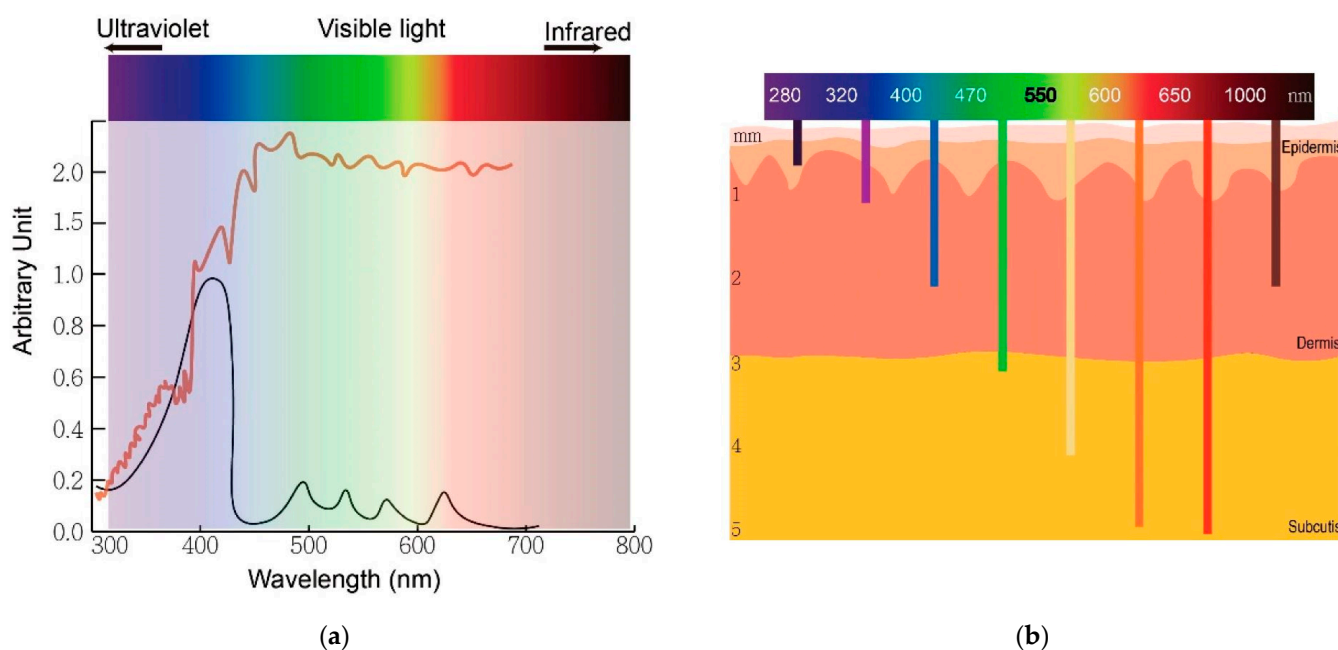 Ultraviolet Visible light Infrared
Arbitrary Unit
2.0
1.5
1.0
0.8
0.6
0.4
0.2
0.0
300 400 500 600 700 800
Wavelength (nm)
(a)
280 320 400 470 550 600 650 1000 nm
mm
Epidermis
1
2
Dermis
3
4
Subcutis
5
(b)